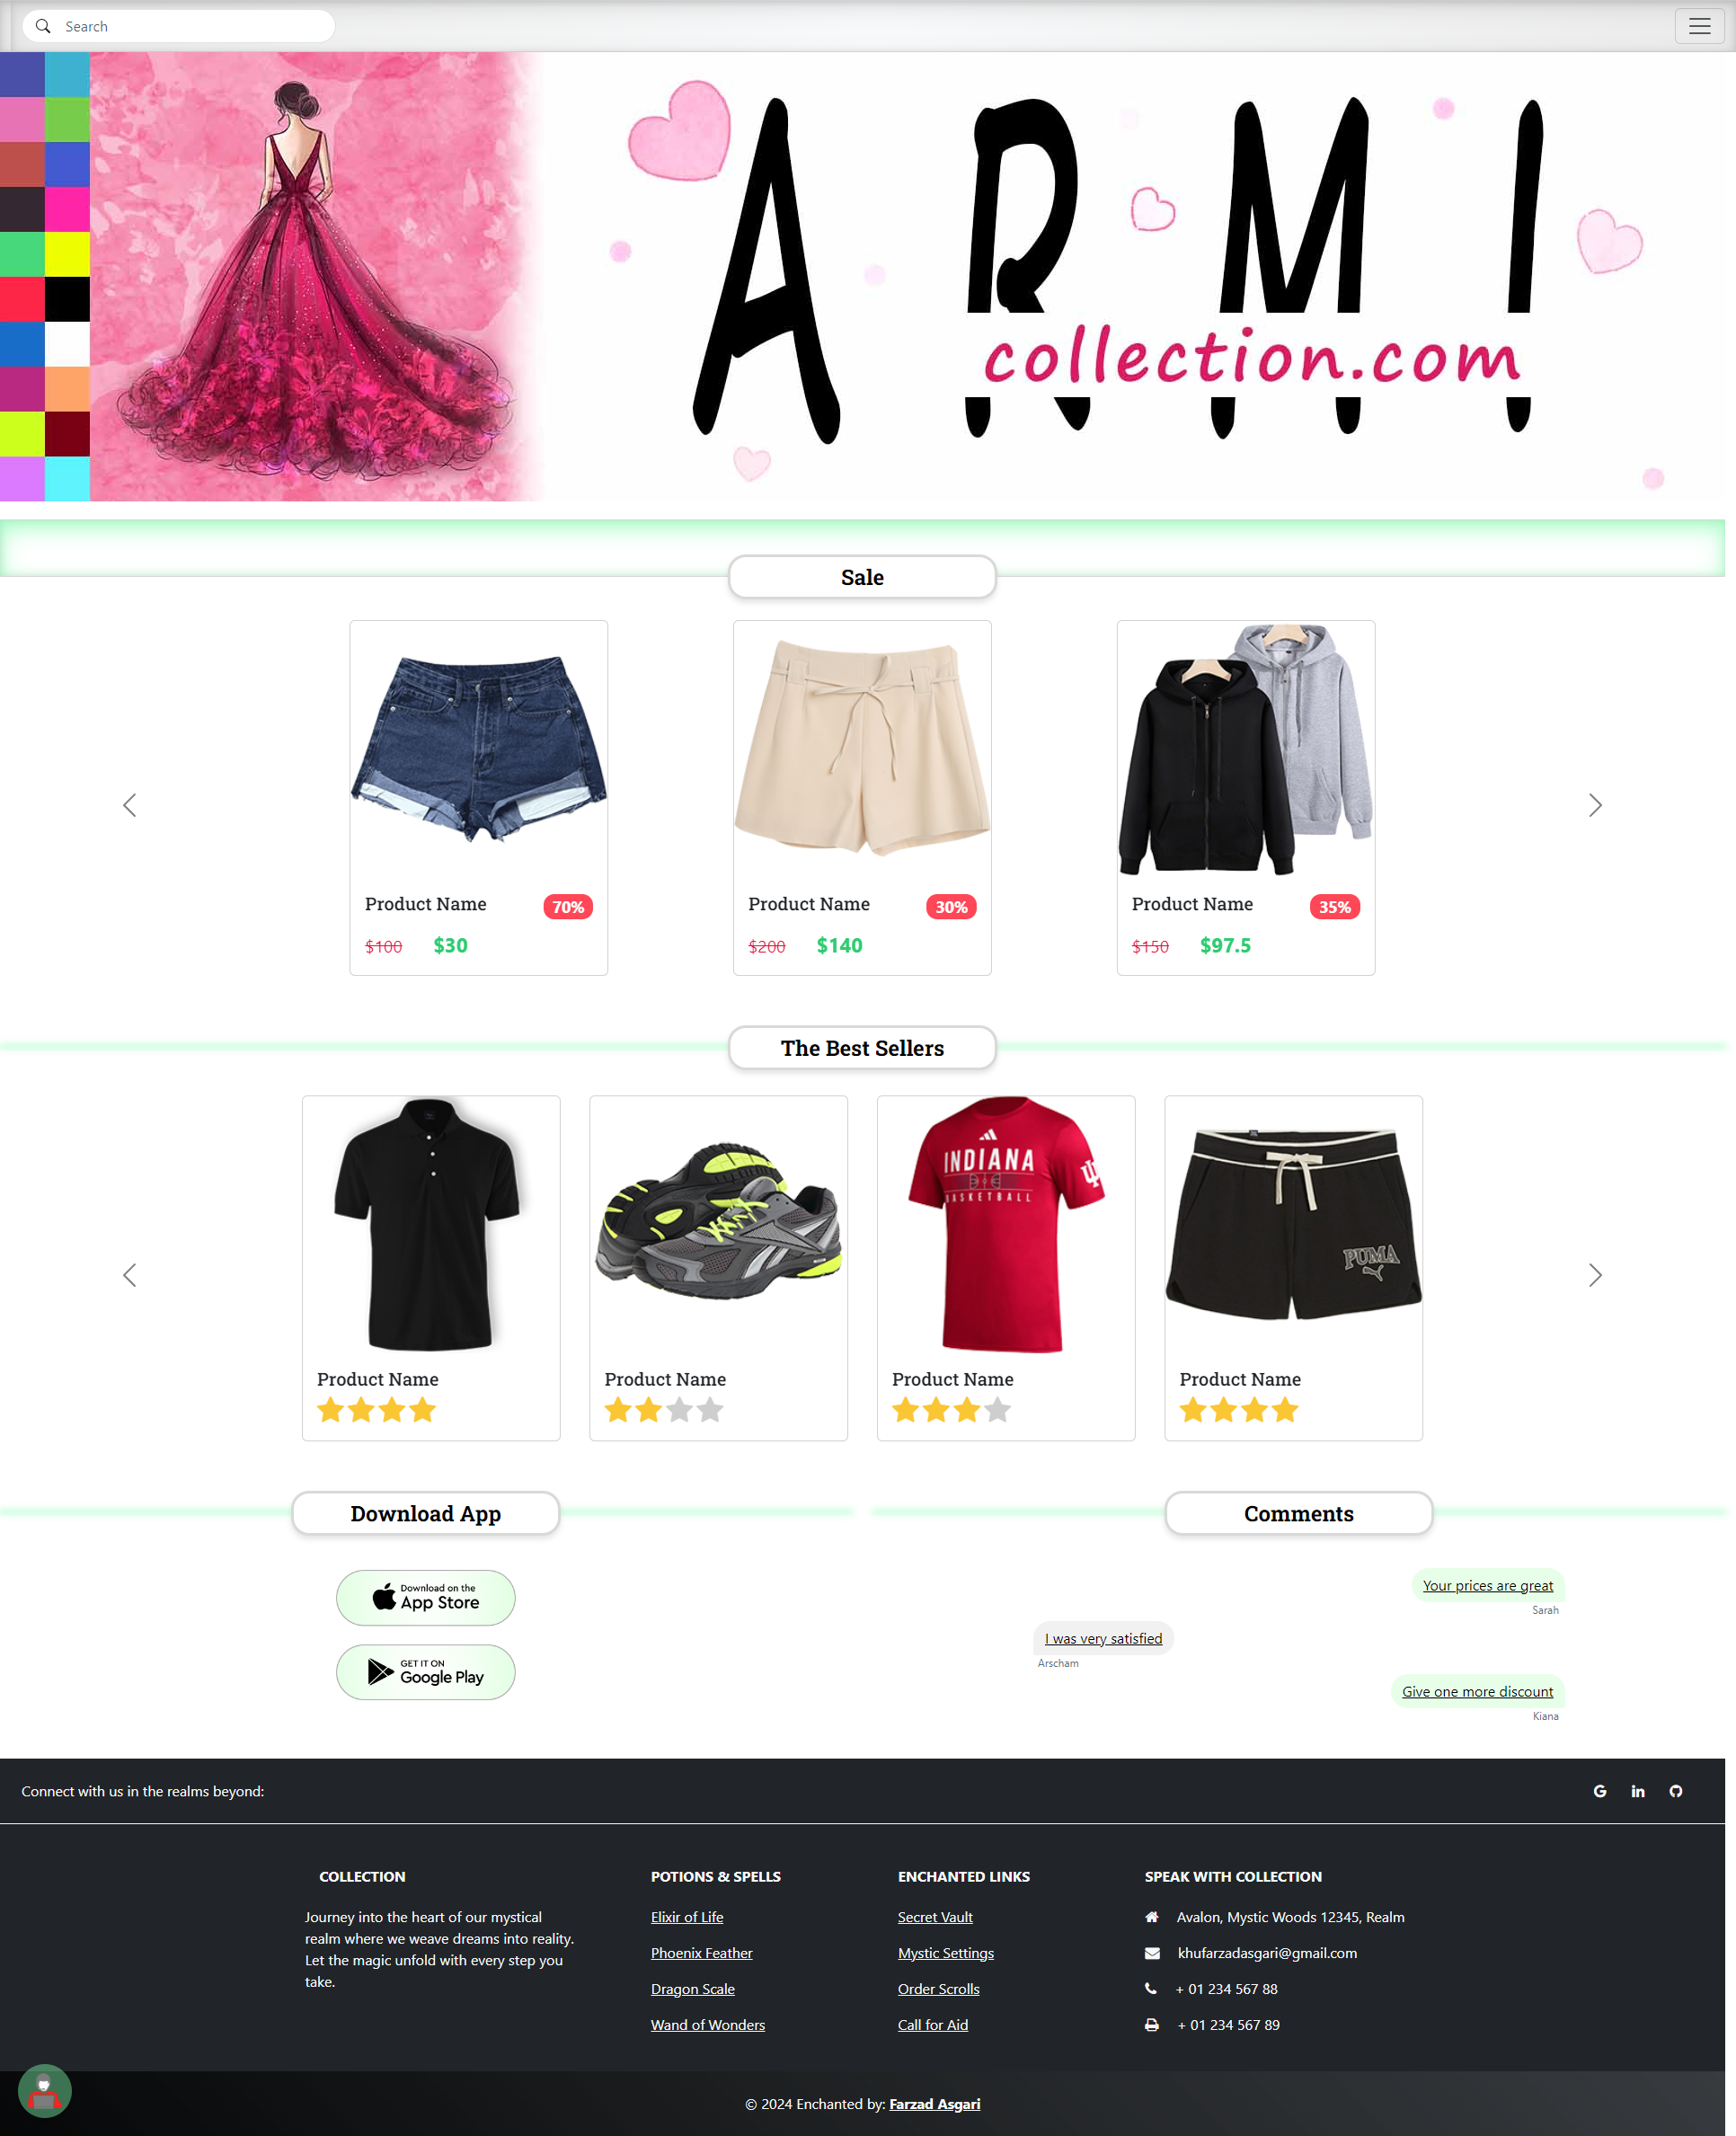 Search
A R M I
collection.com
Sale
Product Name 70%
$100 $30
Product Name 30%
$200 $140
Product Name 35%
$150 $97.5
The Best Sellers
INDIANA
BASKETBALL
PUMA
Product Name
Product Name
Product Name
Product Name
Download App
Download on the
App Store
GET IT ON
Google Play
Comments
Your prices are great
Sarah
I was very satisfied
Arscham
Give one more discount
Kiana
Connect with us in the realms beyond:
COLLECTION
Journey into the heart of our mystical
realm where we weave dreams into reality.
Let the magic unfold with every step you
take.
POTIONS & SPELLS
Elixir of Life
Phoenix Feather
Dragon Scale
Wand of Wonders
ENCHANTED LINKS
Secret Vault
Mystic Settings
Order Scrolls
Call for Aid
SPEAK WITH COLLECTION
Avalon, Mystic Woods 12345, Realm
khufarzadasgari@gmail.com
+ 01 234 567 88
+ 01 234 567 89
© 2024 Enchanted by: Farzad Asgari